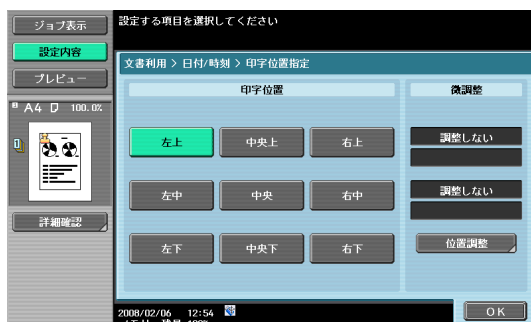 ジョブ表示
設定する項目を選択してください
設定内容
プレビュー
文書利用 > 日付/時刻 > 印字位置指定
印字位置
微調整
A4 100.0%
左上
中央上
右上
調整しない
左中
中央
右中
調整しない
詳細確認
左下
中央下
右下
位置調整
2008/02/06 12:54
OK